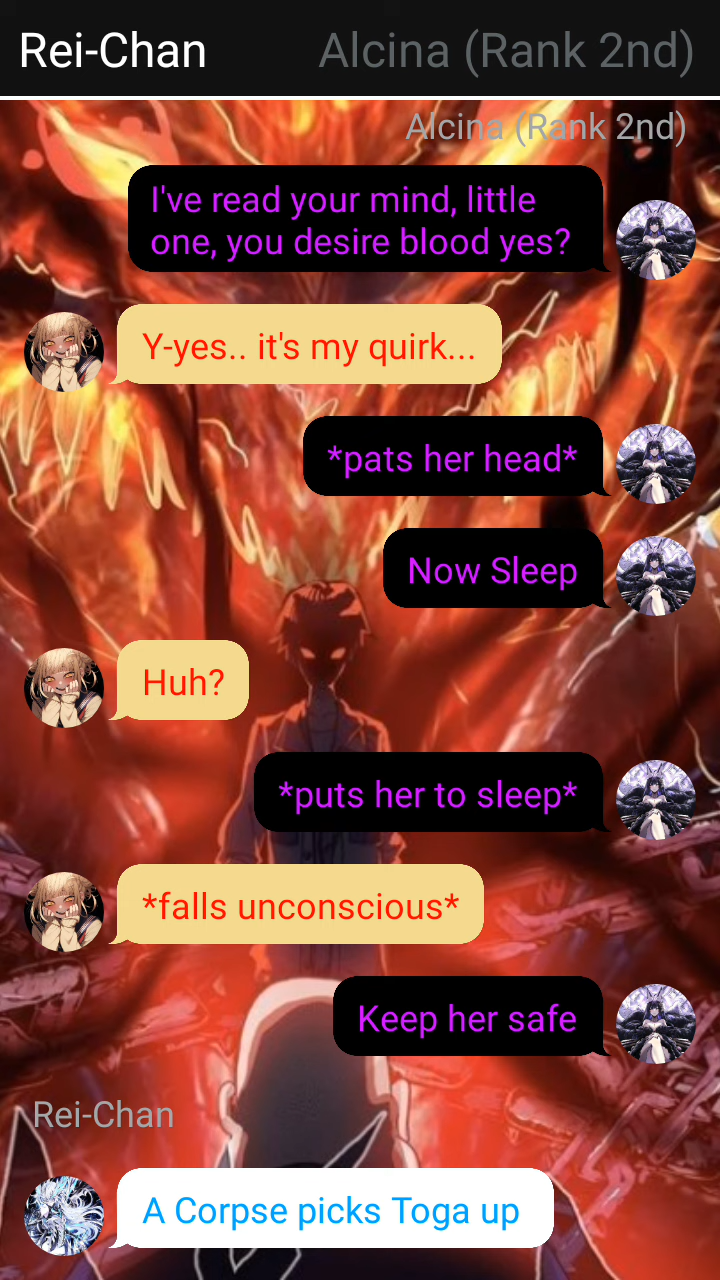 Rei-Chan
Alcina (Rank 2nd)
Alcina (Rank 2nd)
I've read your mind, little
one, you desire blood yes?
Y-yes.. it's my quirk...
*pats her head*
Now Sleep
Huh?
*puts her to sleep*
*falls unconscious*
Keep her safe
Rei-Chan
A Corpse picks Toga up